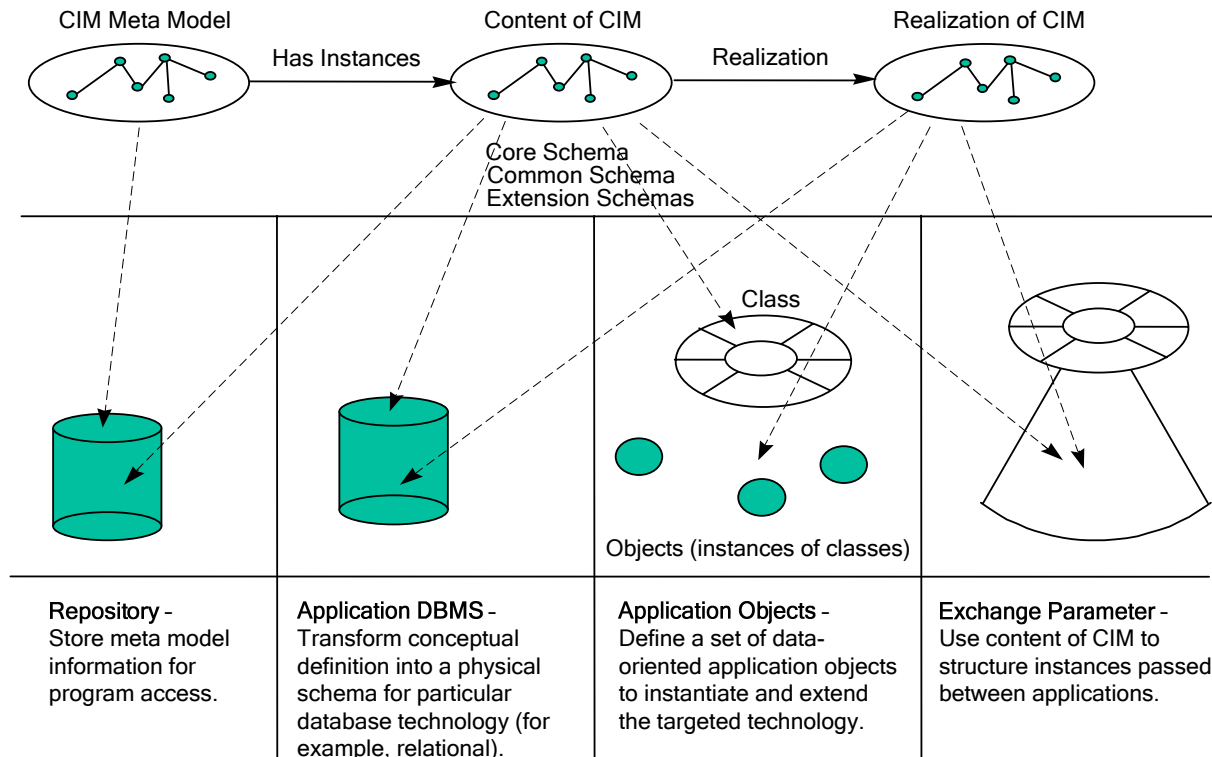 CIM Meta Model
Content of CIM
Realization of CIM
Has Instances
Realization
Core Schema
Common Schema
Extension Schemas
Class
Objects (instances of classes)
Repository -
Store meta model
information for
program access.
Application DBMS -
Transform conceptual
definition into a physical
schema for particular
database technology (for
example, relational).
Application Objects -
Define a set of data-
oriented application objects
to instantiate and extend
the targeted technology.
Exchange Parameter -
Use content of CIM to
structure instances passed
between applications.